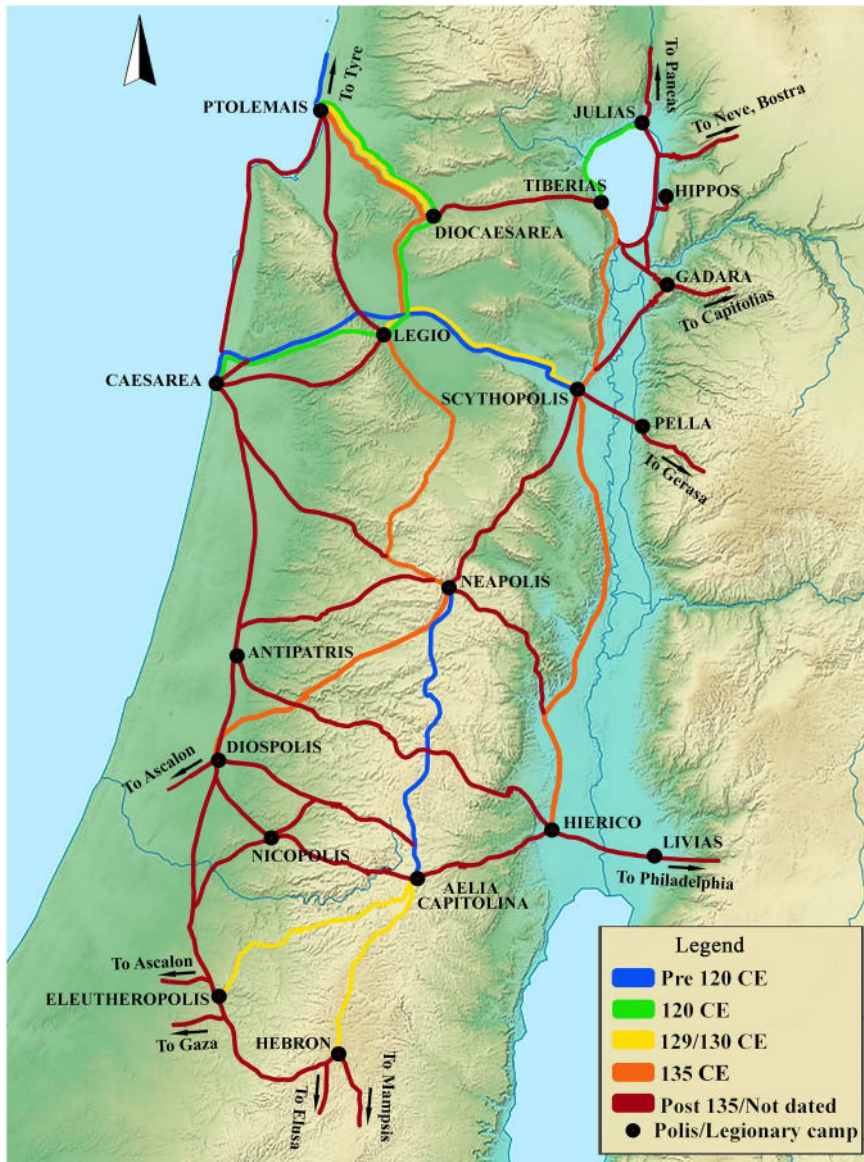 To Tyre
To Paneas
PTOLEMAIS
JULIAS
To Neve, Bostra
TIBERIAS
HIPPOS
DIOCAESAREA
GADARA
To Capitolias
LEGIO
CAESAREA
SCYTHOPOLIS
PELLA
To Gerasa
NEAPOLIS
ANTIPATRIS
DIOSPOLIS
To Ascalon
HIERICO
NICOPOLIS
LIVIAS
To Philadelphia
AELIA
CAPITOLINA
To Ascalon
ELEUTHEROPOLIS
To Gaza
HEBRON
To Elusa
To Mampsis
Legend
Pre 120 CE
120 CE
129/130 CE
135 CE
Post 135/Not dated
Polis/Legionary camp